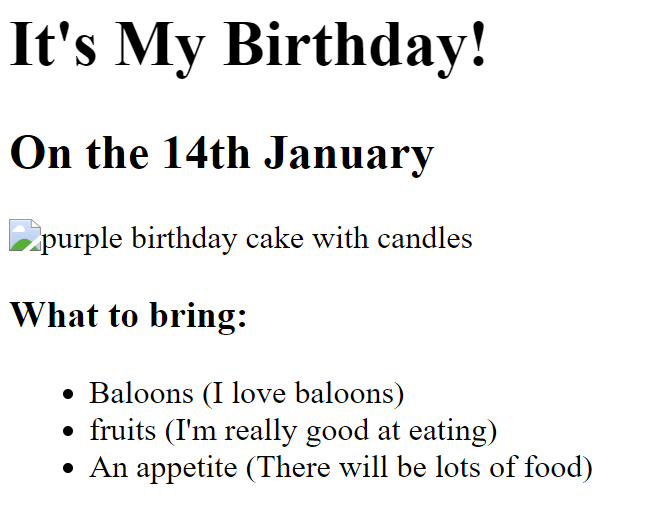 It's My Birthday!
On the 14th January
purple birthday cake with candles
What to bring:
Baloons (I love baloons)
fruits (I'm really good at eating)
An appetite (There will be lots of food)